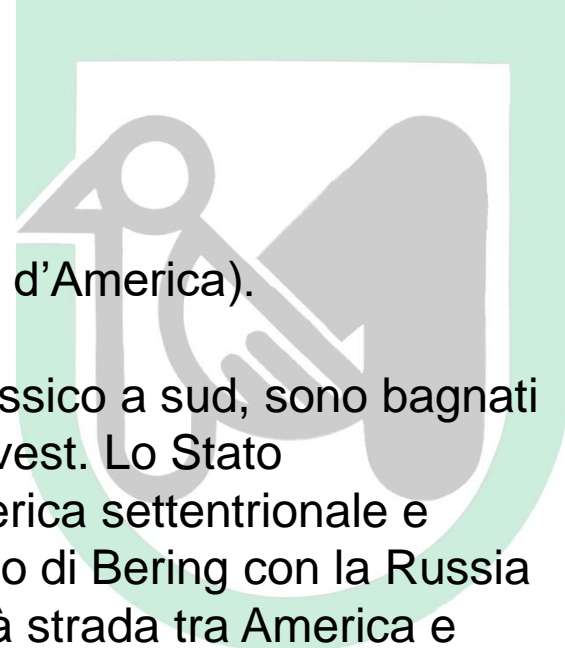 d’America).
ssico a sud, sono bagnati
vest. Lo Stato
erica settentrionale e
o di Bering con la Russia
à strada tra America e